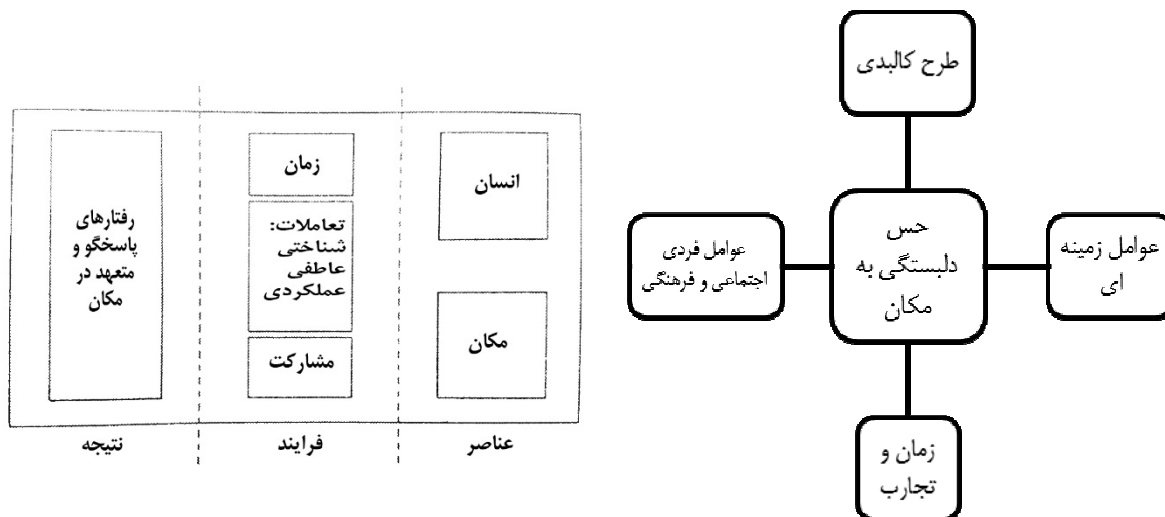 انسان
مکان
زمان
تعاملات:
شناختی
عاطفی
عملکردی
مشارکت
رفتارهای
پاسخگو و
متعهد در
مکان
عناصر
فرایند
نتیجه
طرح کالبدی
عوامل زمینه
ای
حس
دلبستگی به
مکان
عوامل فردی
اجتماعی و فرهنگی
زمان و
تجارب